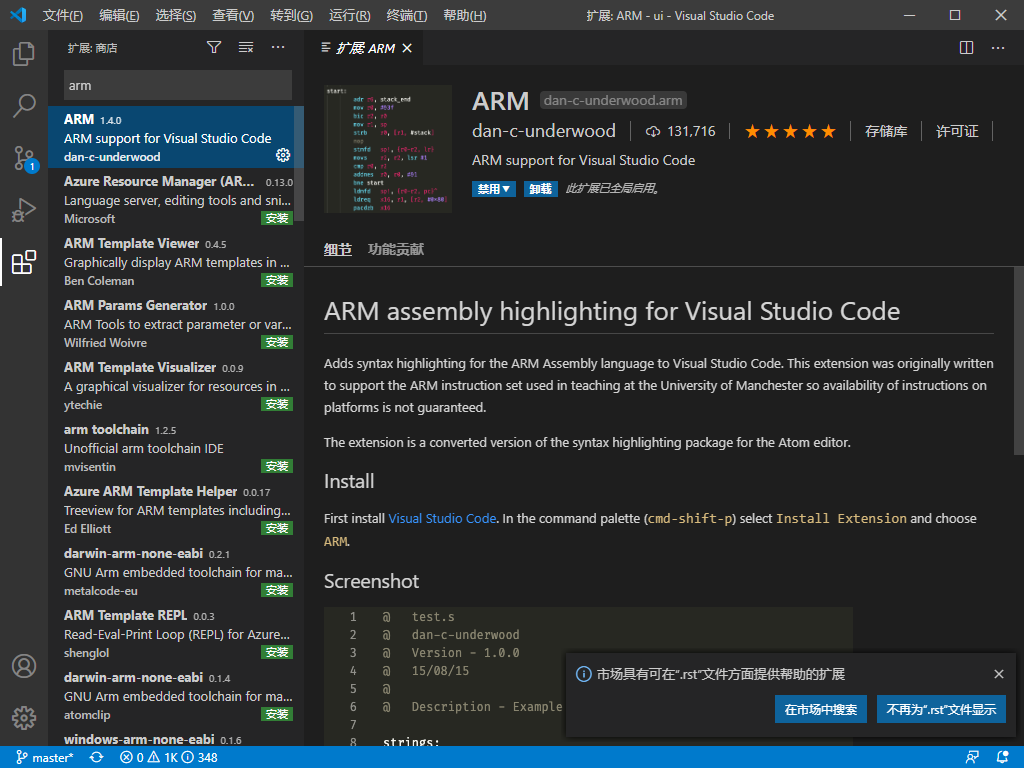 文件(F) 编辑(E) 选择(S) 查看(V) 转到(G) 运行(R) 终端(T) 帮助(H) 扩展: ARM - ui - Visual Studio Code
扩展: 商店
arm
ARM 1.4.0
ARM support for Visual Studio Code
dan-c-underwood
Azure Resource Manager (AR... 0.13.0
Language server, editing tools and sni...
Microsoft 安装
ARM Template Viewer 0.4.5
Graphically display ARM templates in ...
Ben Coleman 安装
ARM Params Generator 1.0.0
ARM Tools to extract parameter or var...
Wilfried Woivre 安装
ARM Template Visualizer 0.0.9
A graphical visualizer for resources in ...
ytechie 安装
arm toolchain 1.2.5
Unofficial arm toolchain IDE
mvisentin 安装
Azure ARM Template Helper 0.0.17
Treeview for ARM templates including...
Ed Elliott 安装
darwin-arm-none-eabi 0.2.1
GNU Arm embedded toolchain for ma...
metalcode-eu 安装
ARM Template REPL 0.0.3
Read-Eval-Print Loop (REPL) for Azure...
shenglol 安装
darwin-arm-none-eabi 0.1.4
GNU Arm embedded toolchain for ma...
atomclip 安装
windows-arm-none-eabi 0.1.6
1
扩展 ARM
start:
adr r0, stack_end
ARM dan-c-underwood.arm
dan-c-underwood 131,716 存储库 许可证
ARM support for Visual Studio Code
禁用 卸载 此扩展已全局启用。
细节 功能贡献
ARM assembly highlighting for Visual Studio Code
Adds syntax highlighting for the ARM Assembly language to Visual Studio Code. This extension was originally written
to support the ARM instruction set used in teaching at the University of Manchester so availability of instructions on
platforms is not guaranteed.
The extension is a converted version of the syntax highlighting package for the Atom editor.
Install
First install Visual Studio Code. In the command palette (cmd-shift-p) select Install Extension and choose
ARM.
Screenshot
1 @ test.s
2 @ dan-c-underwood
3 @ Version - 1.0.0
4 @ 15/08/15
5 @
6 @ Description - Example
7
8 strings:
市场具有可在“.rst”文件方面提供帮助的扩展
在市场中搜索 不再为“.rst”文件显示
master* 0 1K 348